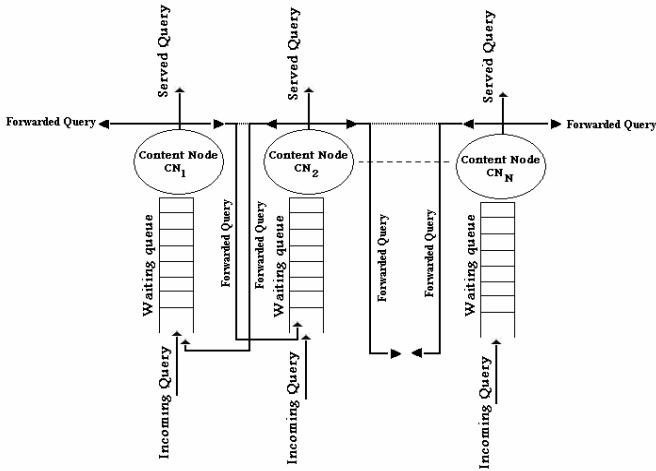 Served Query
Served Query
Served Query
Forwarded Query
Forwarded Query
Content Node
CN1
Content Node
CN2
Content Node
CNN
Waiting queue
Forwarded Query
Forwarded Query
Waiting queue
Forwarded Query
Forwarded Query
Waiting queue
Incoming Query
Incoming Query
Incoming Query